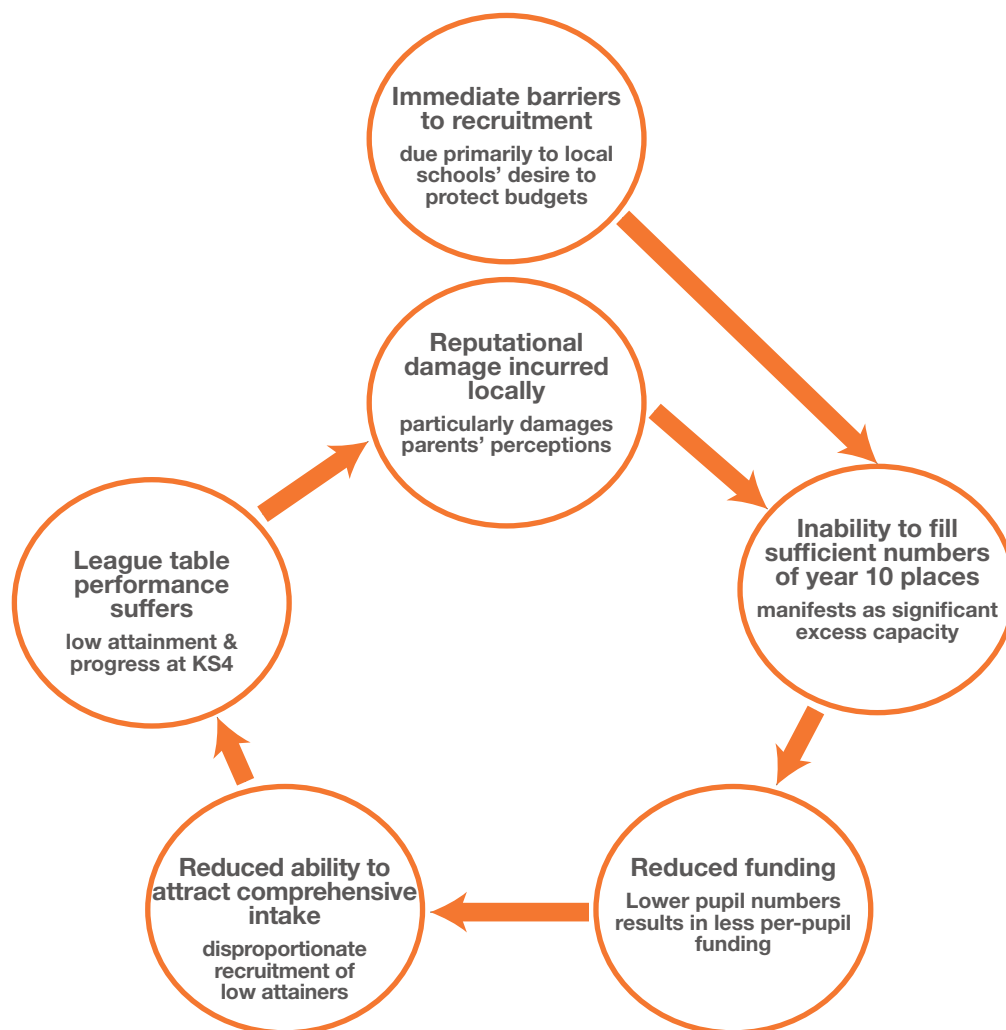 Immediate barriers
to recruitment
due primarily to local
schools’ desire to
protect budgets
Reputational
damage incurred
locally
particularly damages
parents’ perceptions
Inability to fill
sufficient numbers
of year 10 places
manifests as significant
excess capacity
Reduced funding
Lower pupil numbers
results in less per-pupil
funding
Reduced ability to
attract comprehensive
intake
disproportionate
recruitment of
low attainers
League table
performance
suffers
low attainment &
progress at KS4